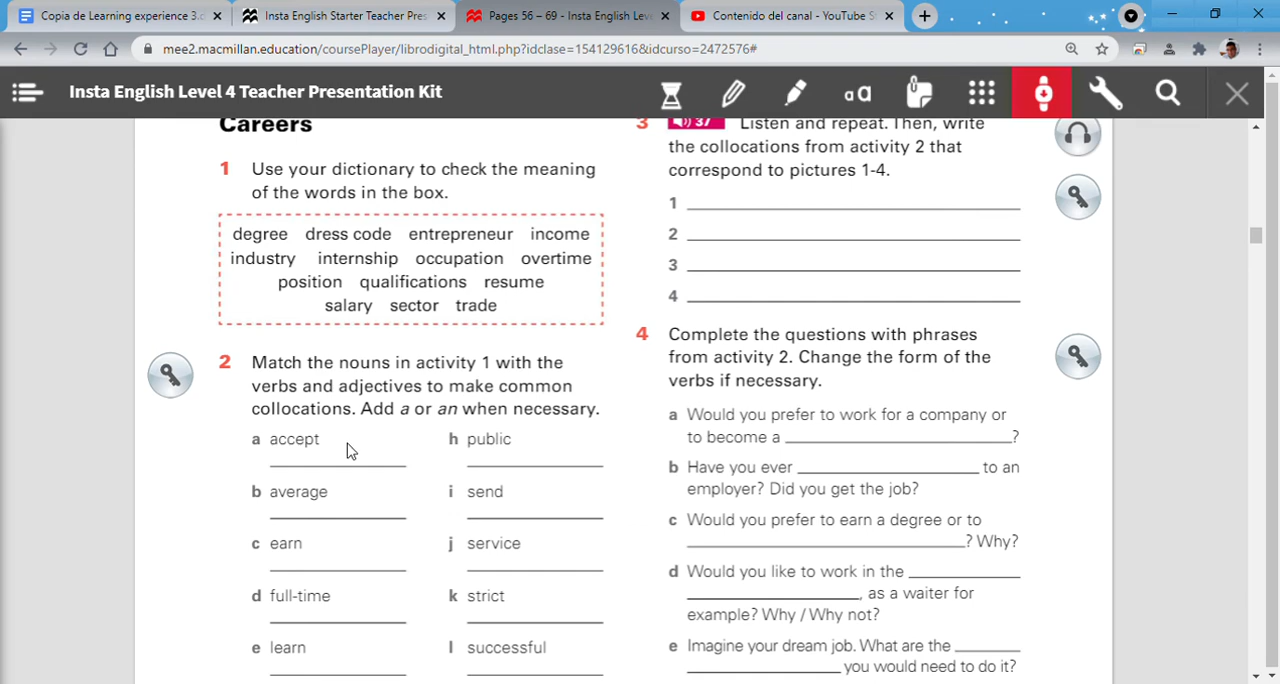 Copia de Learning experience 3.d
Insta English Starter Teacher Pres
Pages 56 – 69 - Insta English Lev
Contenido del canal - YouTube S
mee2.macmillan.education/coursePlayer/librodigital_html.php?idclase=154129616&idcurso=2472576#
Insta English Level 4 Teacher Presentation Kit
a a
Careers
1 Use your dictionary to check the meaning
of the words in the box.
degree dress code entrepreneur income
industry internship occupation overtime
position qualifications resume
salary sector trade
2 Match the nouns in activity 1 with the
verbs and adjectives to make common
collocations. Add a or an when necessary.
a accept
b average
c earn
d full-time
e learn
h public
i send
j service
k strict
l successful
3 37 Listen and repeat. Then, write
the collocations from activity 2 that
correspond to pictures 1-4.
1
2
3
4
4 Complete the questions with phrases
from activity 2. Change the form of the
verbs if necessary.
a Would you prefer to work for a company or
to become a ?
b Have you ever to an
employer? Did you get the job?
c Would you prefer to earn a degree or to
? Why?
d Would you like to work in the
, as a waiter for
example? Why / Why not?
e Imagine your dream job. What are the
you would need to do it?